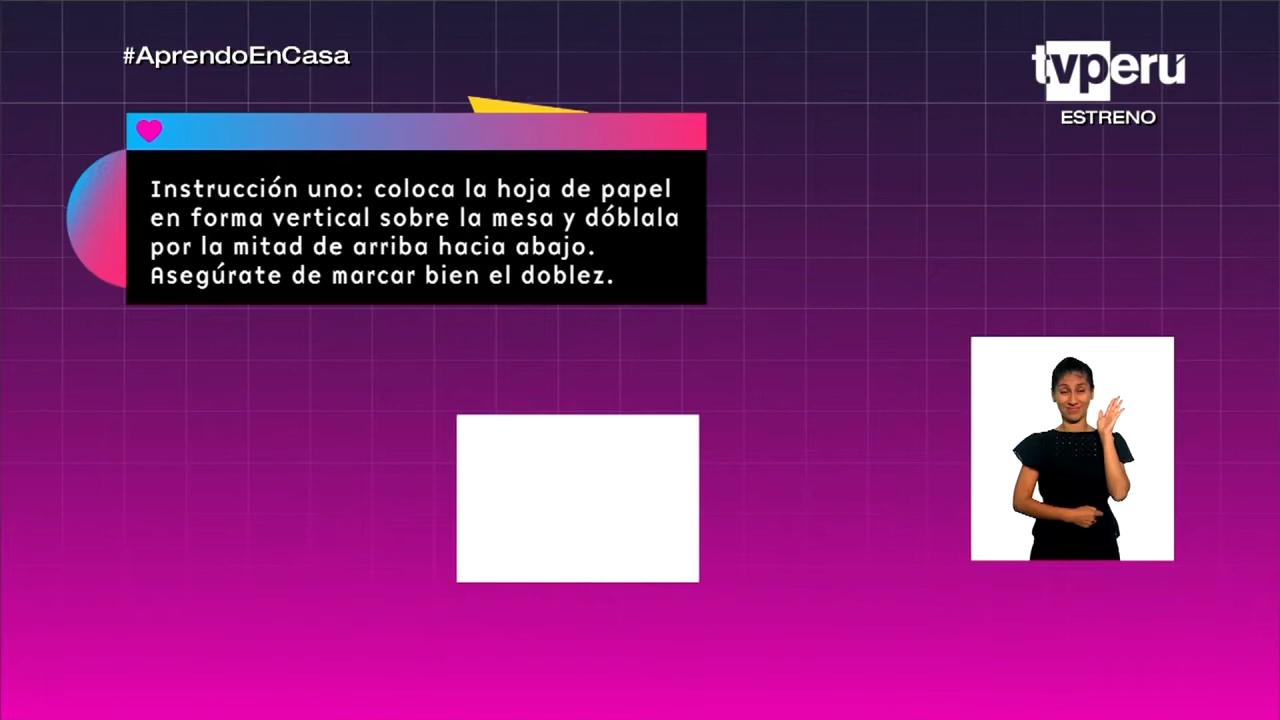 #AprendoEnCasa
tvperu
ESTRENO
Instrucción uno: coloca la hoja de papel
en forma vertical sobre la mesa y dóblala
por la mitad de arriba hacia abajo.
Asegúrate de marcar bien el doblez.